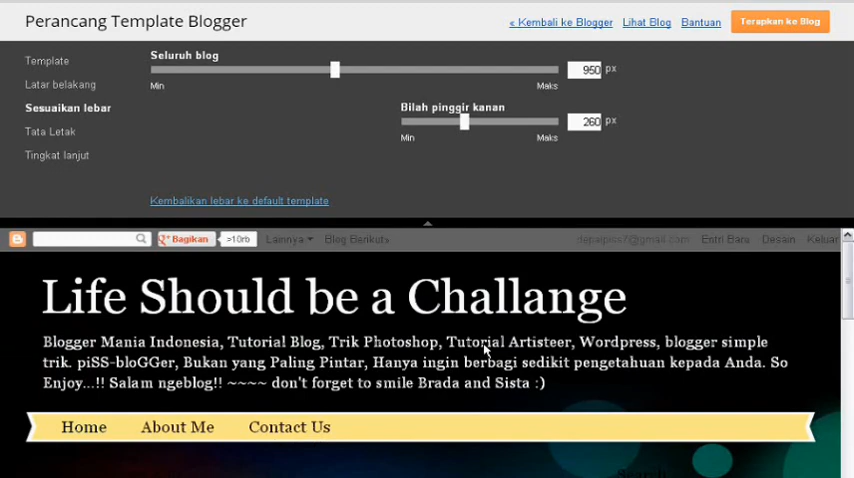 Perancang Template Blogger
« Kembali ke Blogger Lihat Blog Bantuan Terapkan ke Blog
Template
Latar belakang
Sesuaikan lebar
Tata Letak
Tingkat lanjut
Seluruh blog
950 px
Min Maks
Bilah pinggir kanan
260 px
Min Maks
Kembalikan lebar ke default template
g+ Bagikan >10rb Lainnya Blog Berikut» Entri Baru Desain Keluar
Life Should be a Challange
Blogger Mania Indonesia, Tutorial Blog, Trik Photoshop, Tutorial Artisteer, Wordpress, blogger simple
trik. piSS-bloGGer, Bukan yang Paling Pintar, Hanya ingin berbagi sedikit pengetahuan kepada Anda. So
Enjoy...!! Salam ngeblog!! ~~~~ don't forget to smile Brada and Sista :)
Home About Me Contact Us
Search